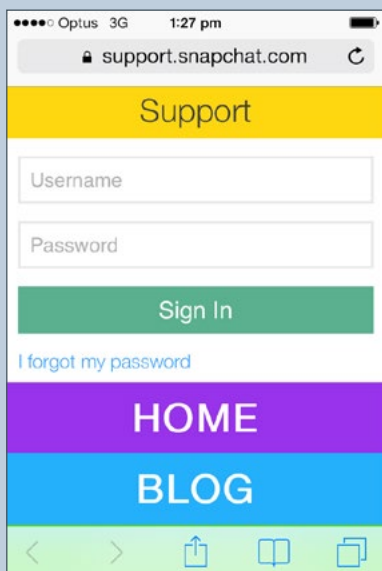 Optus 3G 1:27 pm
support.snapchat.com
Support
Username
Password
Sign In
I forgot my password
HOME
BLOG